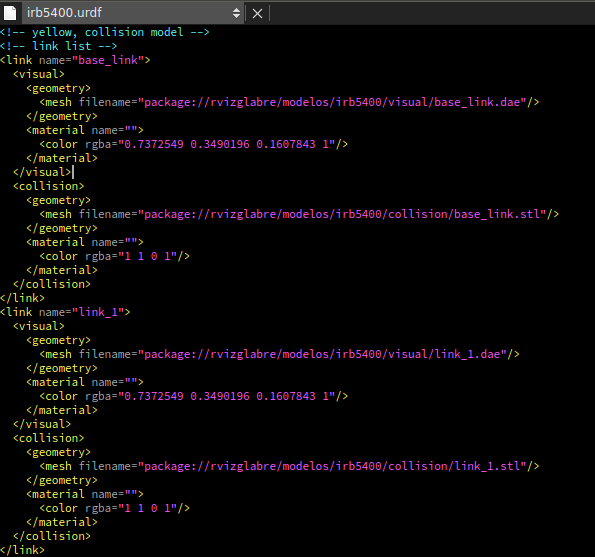 irb5400.urdf
<!-- yellow, collision model -->
<!-- link list -->
<link name="base_link">
  <visual>
    <geometry>
      <mesh filename="package://rvizglabre/modelos/irb5400/visual/base_link.dae"/>
    </geometry>
    <material name="">
      <color rgba="0.7372549 0.3490196 0.1607843 1"/>
    </material>
  </visual>
  <collision>
    <geometry>
      <mesh filename="package://rvizglabre/modelos/irb5400/collision/base_link.stl"/>
    </geometry>
    <material name="">
      <color rgba="1 1 0 1"/>
    </material>
  </collision>
</link>
<link name="link_1">
  <visual>
    <geometry>
      <mesh filename="package://rvizglabre/modelos/irb5400/visual/link_1.dae"/>
    </geometry>
    <material name="">
      <color rgba="0.7372549 0.3490196 0.1607843 1"/>
    </material>
  </visual>
  <collision>
    <geometry>
      <mesh filename="package://rvizglabre/modelos/irb5400/collision/link_1.stl"/>
    </geometry>
    <material name="">
      <color rgba="1 1 0 1"/>
    </material>
  </collision>
</link>